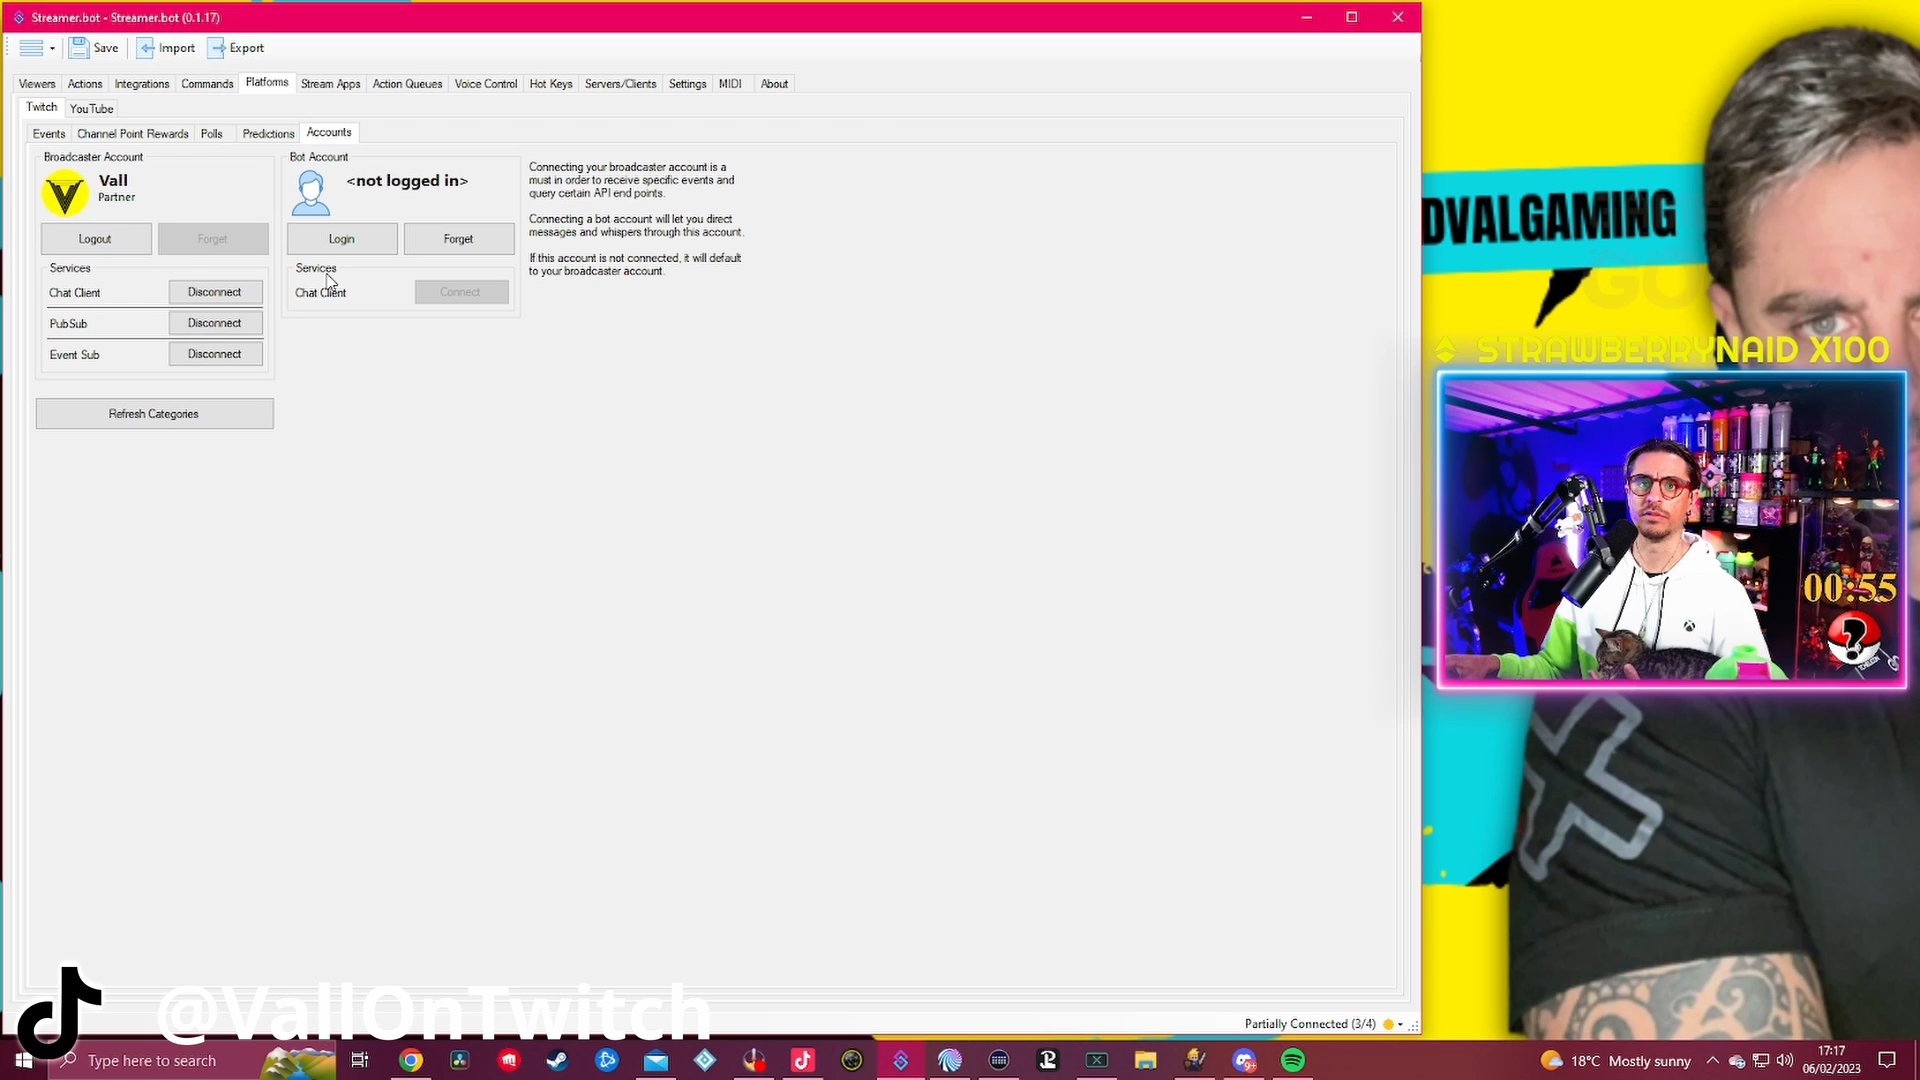 Streamer.bot - Streamer.bot (0.1.17)
Save Import Export
Viewers Actions Integrations Commands Platforms Stream Apps Action Queues Voice Control Hot Keys Servers/Clients Settings MIDI About
Twitch YouTube
Events Channel Point Rewards Polls Predictions Accounts
Broadcaster Account
Vall
Partner
Logout Forget
Services
Chat Client Disconnect
PubSub Disconnect
Event Sub Disconnect
Refresh Categories
Bot Account
<not logged in>
Login Forget
Services
Chat Client Connect
Connecting your broadcaster account is a
must in order to receive specific events and
query certain API end points.
Connecting a bot account will let you direct
messages and whispers through this account.
If this account is not connected, it will default
to your broadcaster account.
DVALGAMING
STRAWBERRYNAID X100
00:55
?
@VallOnTwitch
Partially Connected (3/4)
Type here to search
9+
18°C Mostly sunny
17:17
06/02/2023